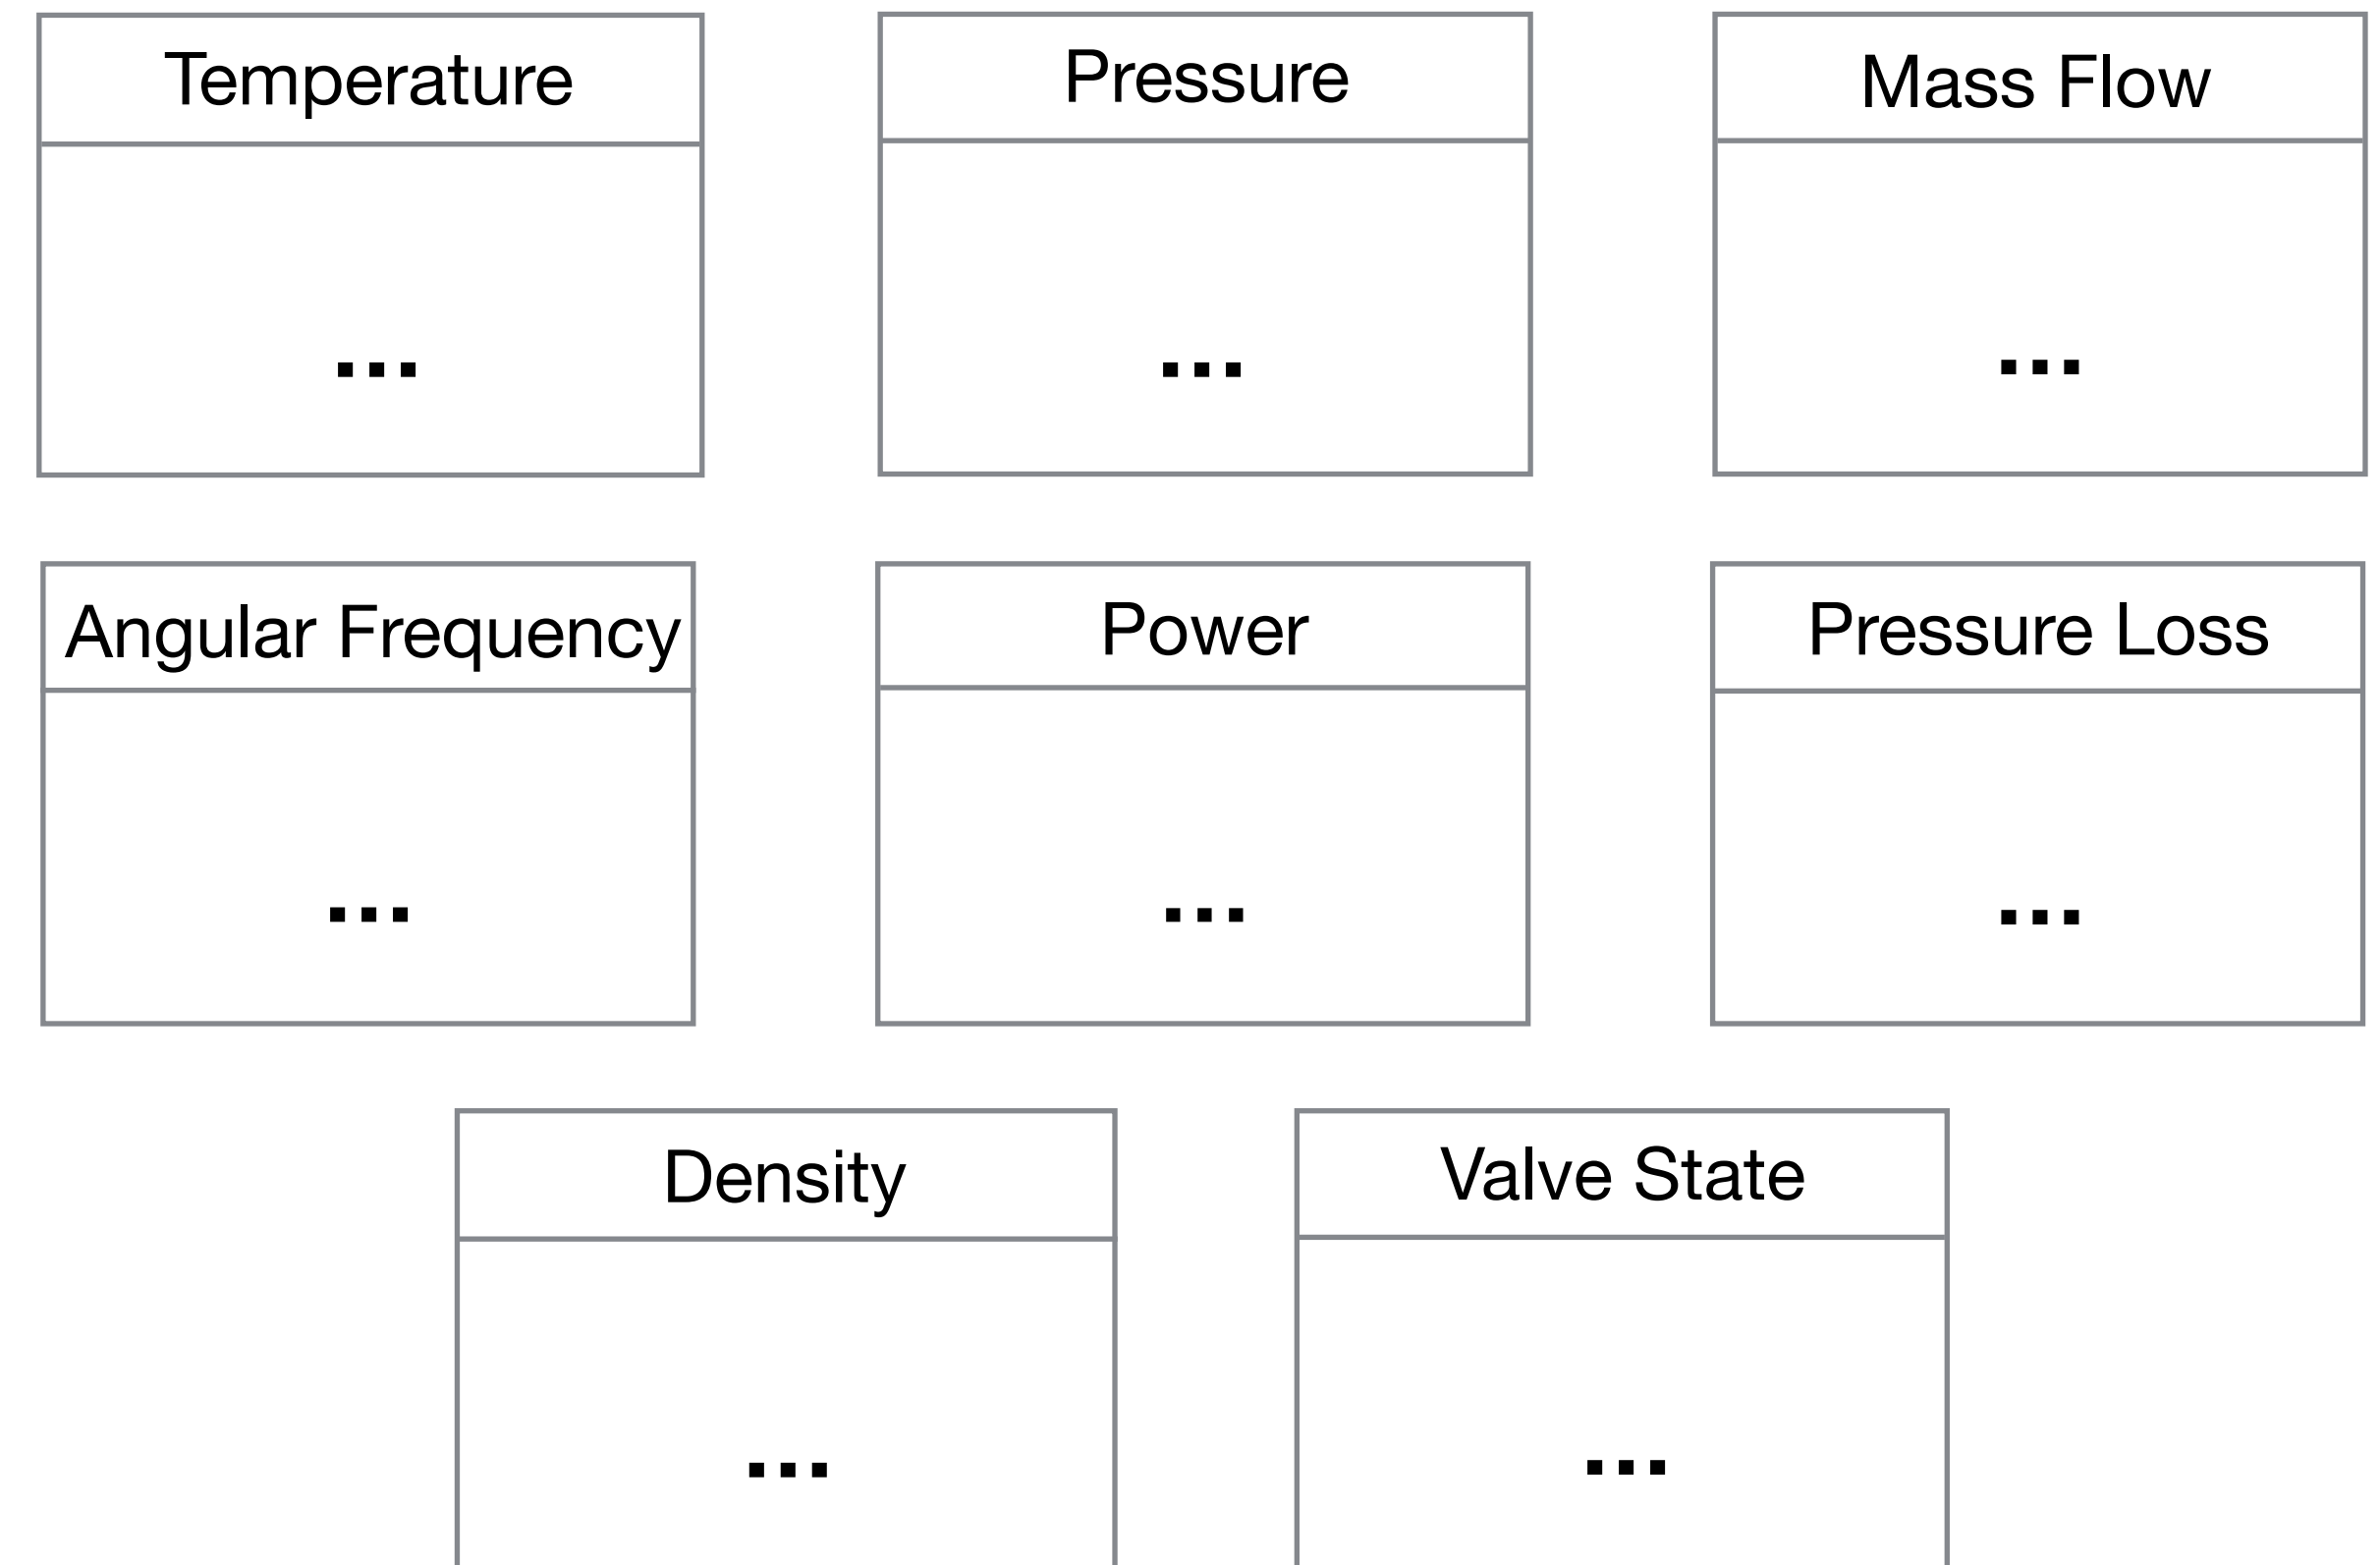 Temperature
Pressure
Mass Flow
...
...
...
Angular Frequency
Power
Pressure Loss
...
...
...
Density
Valve State
...
...